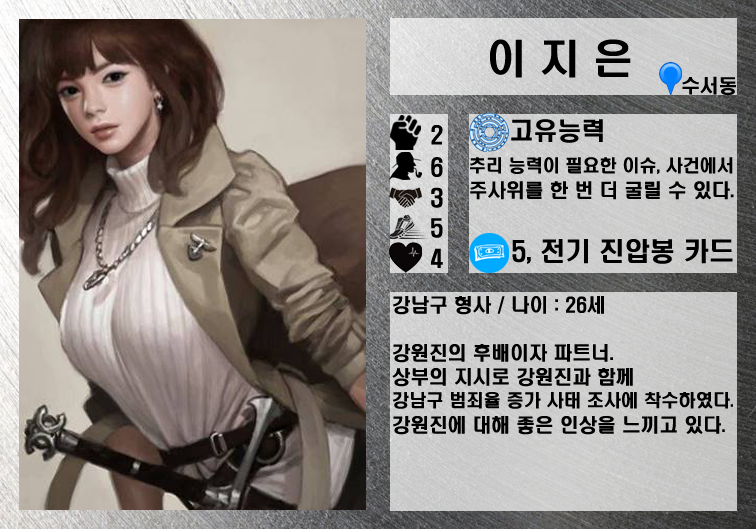 이 지 은
수서동
2
6
3
5
4
고유능력
추리 능력이 필요한 이슈, 사건에서
주사위를 한 번 더 굴릴 수 있다.
5, 전기 진압봉 카드
강남구 형사 / 나이 : 26세
강원진의 후배이자 파트너.
상부의 지시로 강원진과 함께
강남구 범죄율 증가 사태 조사에 착수하였다.
강원진에 대해 좋은 인상을 느끼고 있다.